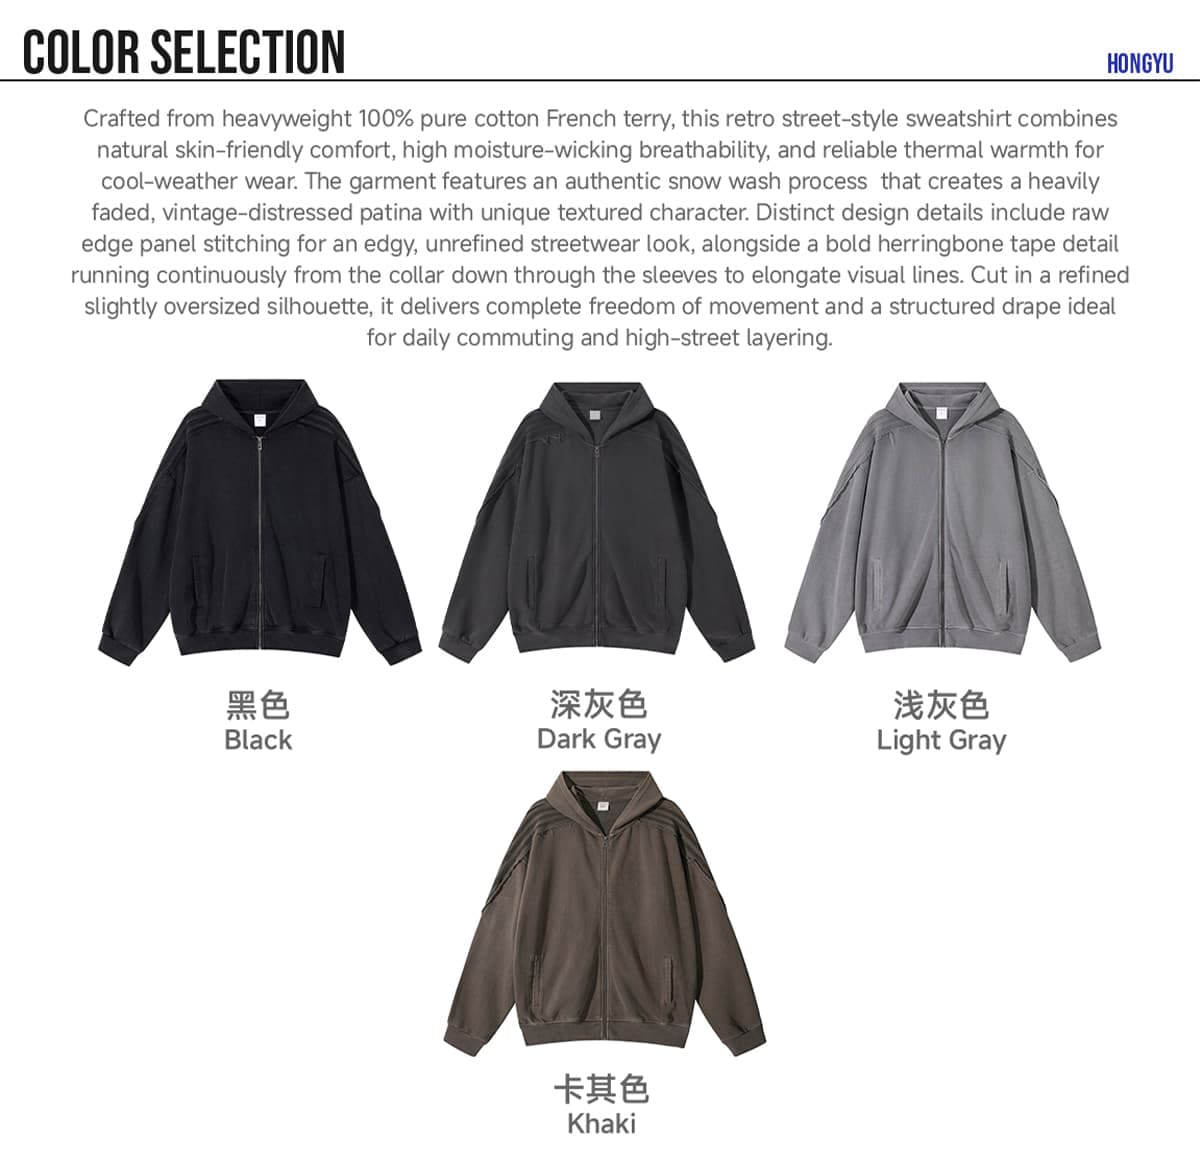 COLOR SELECTION
HONGYU
Crafted from heavyweight 100% pure cotton French terry, this retro street-style sweatshirt combines
natural skin-friendly comfort, high moisture-wicking breathability, and reliable thermal warmth for
cool-weather wear. The garment features an authentic snow wash process  that creates a heavily
faded, vintage-distressed patina with unique textured character. Distinct design details include raw
edge panel stitching for an edgy, unrefined streetwear look, alongside a bold herringbone tape detail
running continuously from the collar down through the sleeves to elongate visual lines. Cut in a refined
slightly oversized silhouette, it delivers complete freedom of movement and a structured drape ideal
for daily commuting and high-street layering.
黑色
Black
深灰色
Dark Gray
浅灰色
Light Gray
卡其色
Khaki